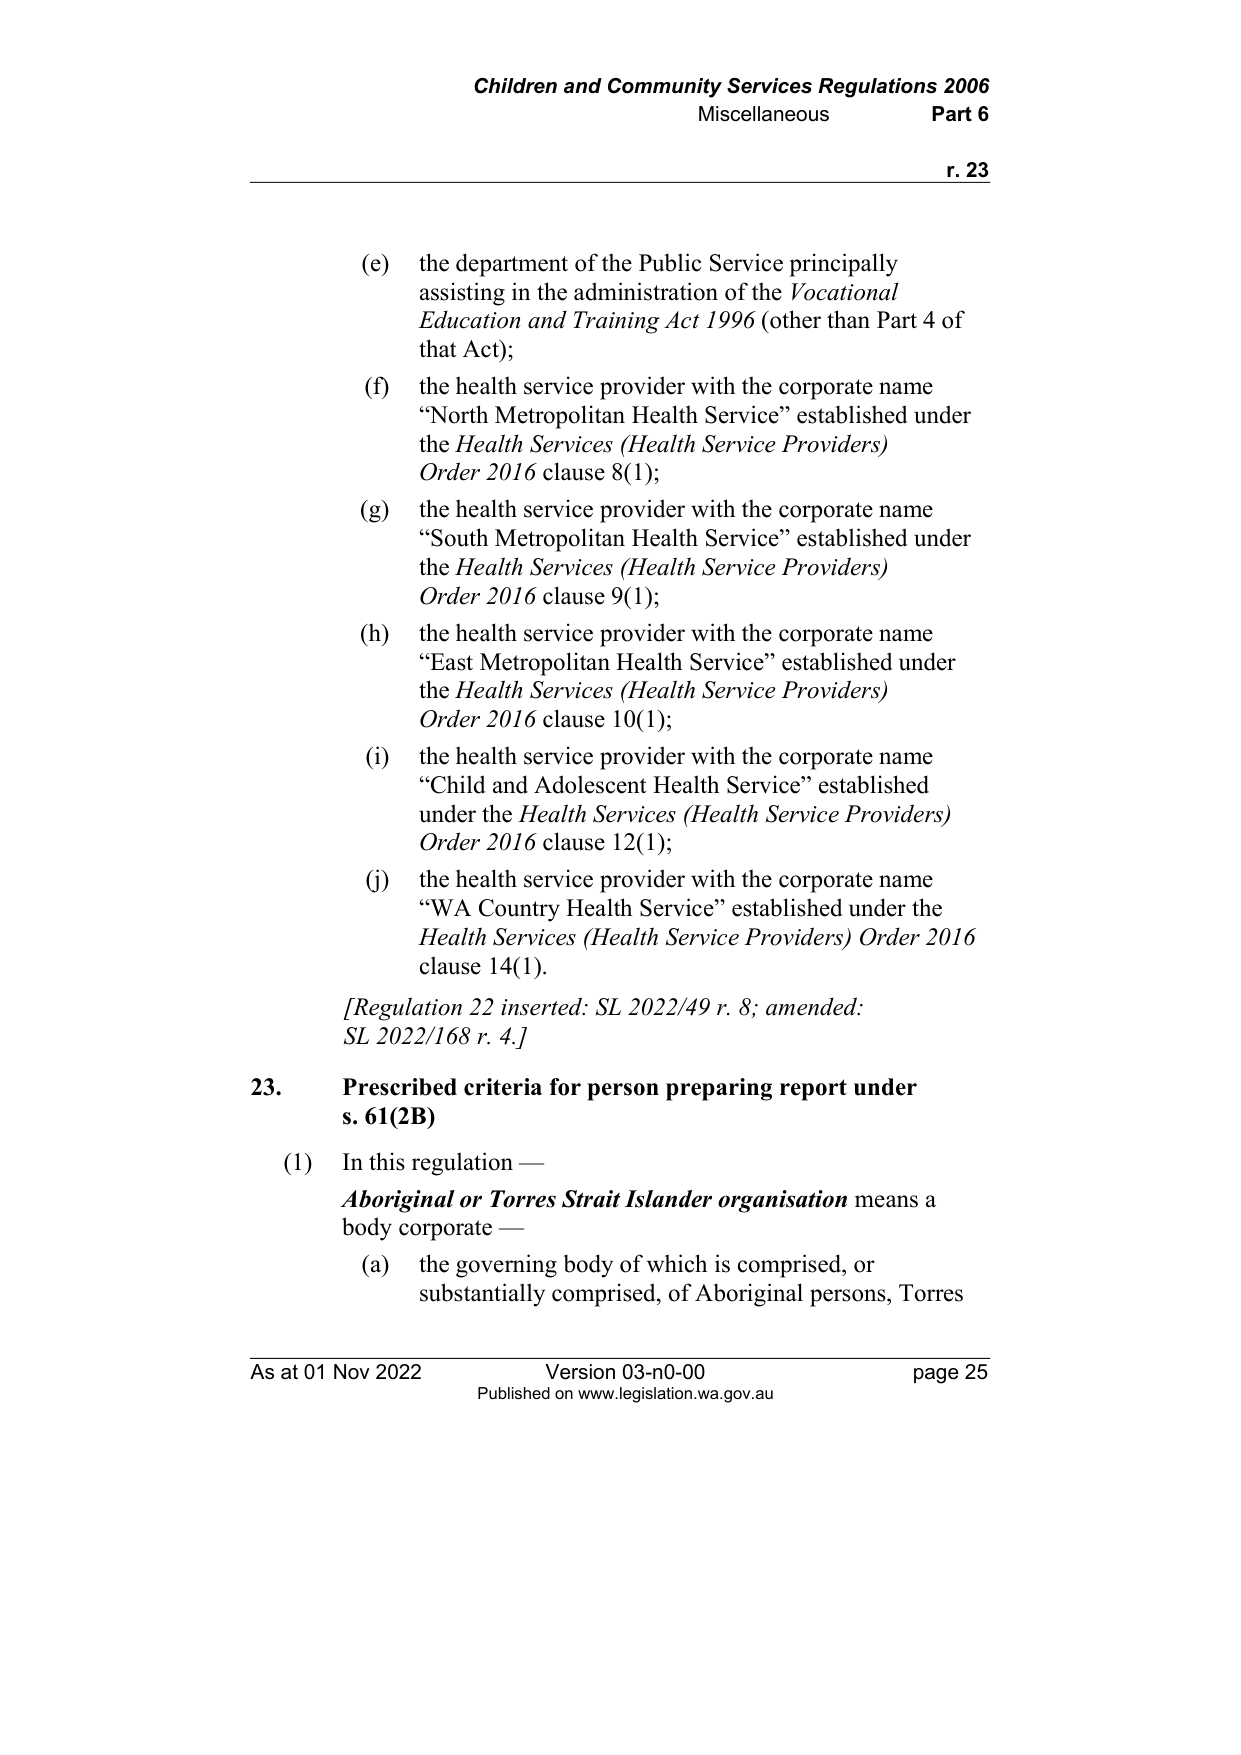 Children and Community Services Regulations 2006
Miscellaneous Part 6
r. 23
(e) the department of the Public Service principally
assisting in the administration of the Vocational
Education and Training Act 1996 (other than Part 4 of
that Act);
(f) the health service provider with the corporate name
“North Metropolitan Health Service” established under
the Health Services (Health Service Providers)
Order 2016 clause 8(1);
(g) the health service provider with the corporate name
“South Metropolitan Health Service” established under
the Health Services (Health Service Providers)
Order 2016 clause 9(1);
(h) the health service provider with the corporate name
“East Metropolitan Health Service” established under
the Health Services (Health Service Providers)
Order 2016 clause 10(1);
(i) the health service provider with the corporate name
“Child and Adolescent Health Service” established
under the Health Services (Health Service Providers)
Order 2016 clause 12(1);
(j) the health service provider with the corporate name
“WA Country Health Service” established under the
Health Services (Health Service Providers) Order 2016
clause 14(1).
[Regulation 22 inserted: SL 2022/49 r. 8; amended:
SL 2022/168 r. 4.]
23. Prescribed criteria for person preparing report under
s. 61(2B)
(1) In this regulation —
Aboriginal or Torres Strait Islander organisation means a
body corporate —
(a) the governing body of which is comprised, or
substantially comprised, of Aboriginal persons, Torres
As at 01 Nov 2022 Version 03-n0-00 page 25
Published on www.legislation.wa.gov.au